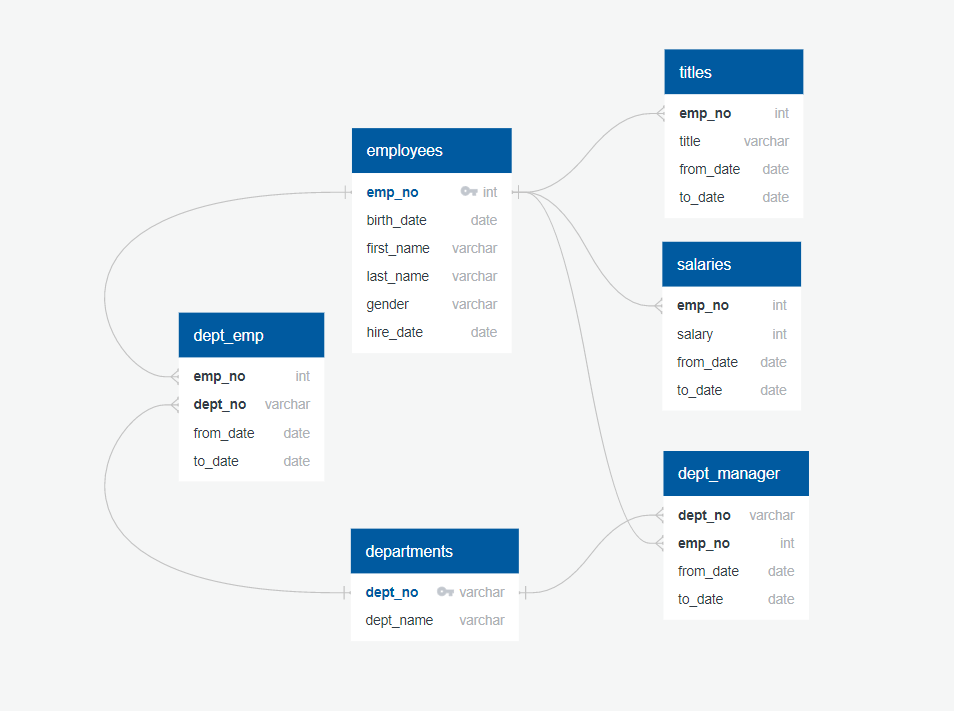 titles
emp_no int
title varchar
from_date date
to_date date
employees
emp_no int
birth_date date
first_name varchar
last_name varchar
gender varchar
hire_date date
salaries
emp_no int
salary int
from_date date
to_date date
dept_emp
emp_no int
dept_no varchar
from_date date
to_date date
dept_manager
dept_no varchar
emp_no int
from_date date
to_date date
departments
dept_no varchar
dept_name varchar